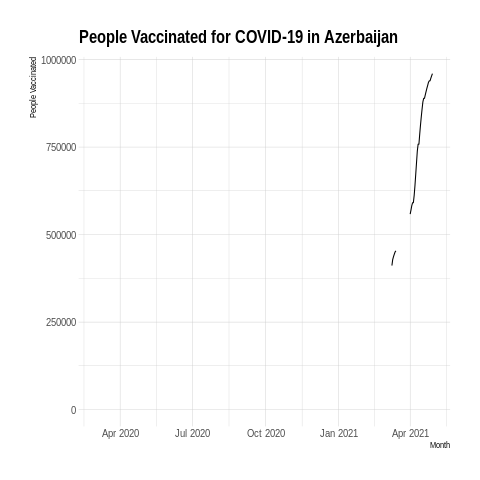 People Vaccinated for COVID-19 in Azerbaijan
People Vaccinated
1000000
750000
500000
250000
0
Apr 2020 Jul 2020 Oct 2020 Jan 2021 Apr 2021
Month